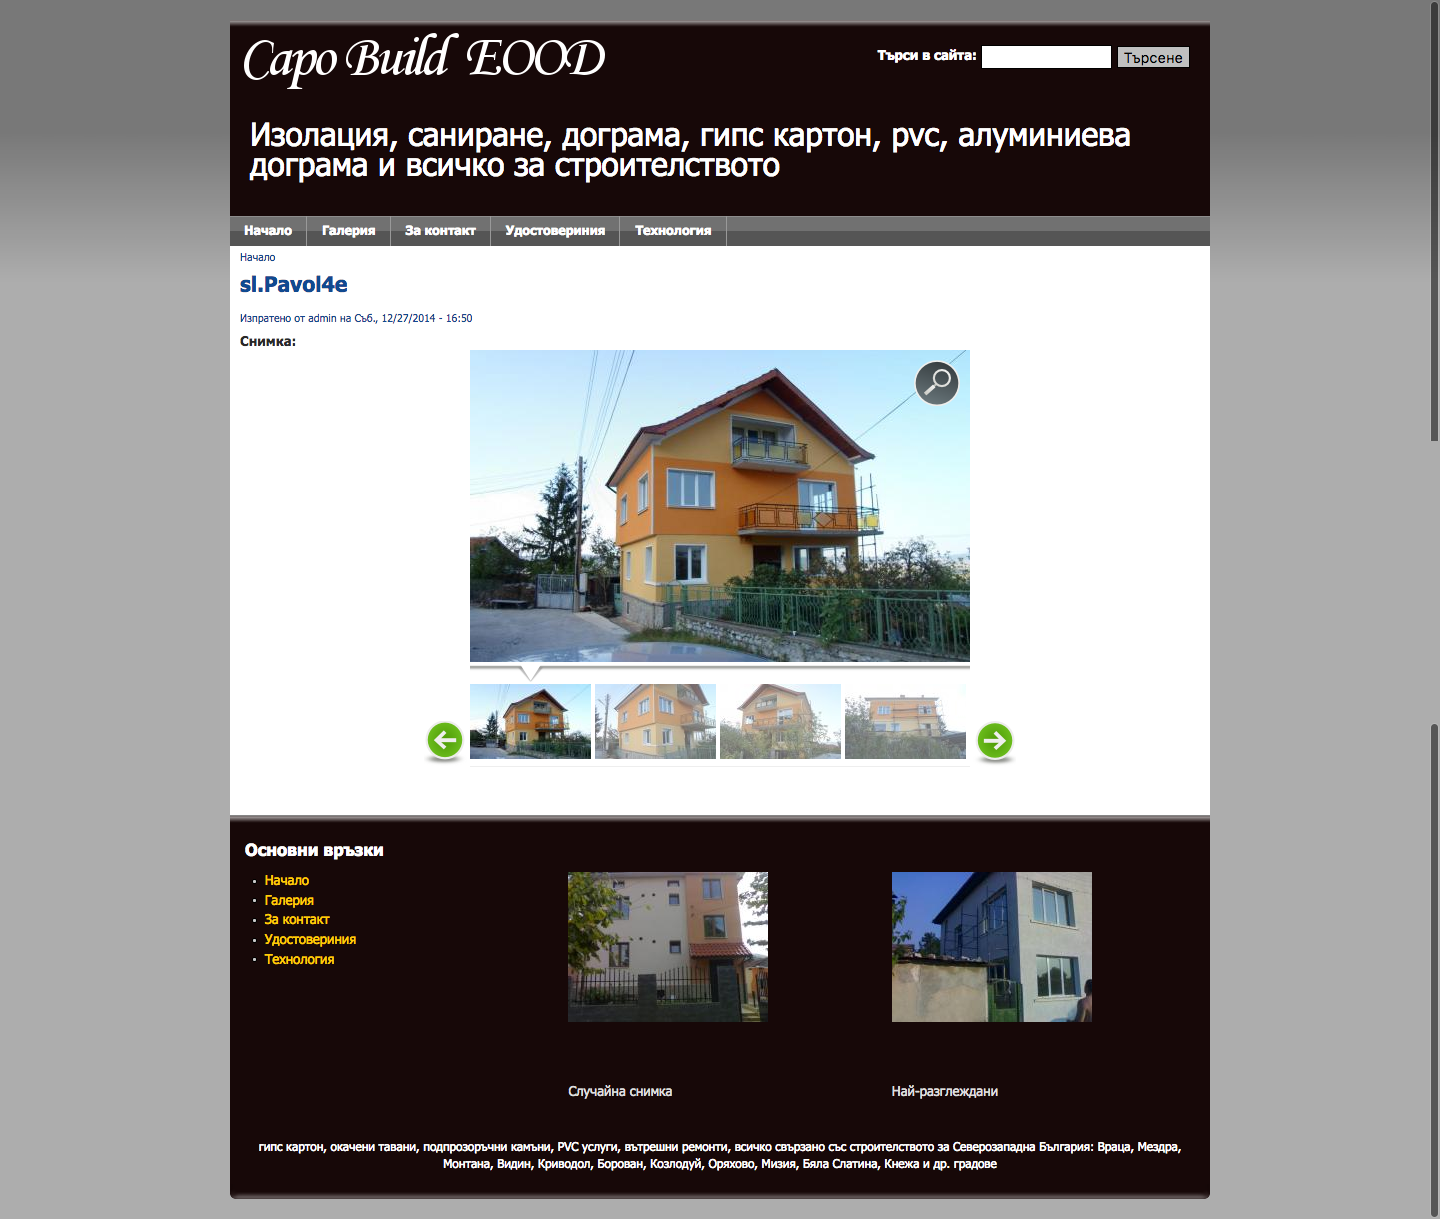 Capo Build EOOD
Търси в сайта: Търсене
Изолация, саниране, дограма, гипс картон, pvc, алуминиева
дограма и всичко за строителството
Начало Галерия За контакт Удостовериния Технология
Начало
sl.Pavol4e
Изпратено от admin на Съб., 12/27/2014 - 16:50
Снимка:
Основни връзки
Начало
Галерия
За контакт
Удостовериния
Технология
Случайна снимка
Най-разглеждани
гипс картон, окачени тавани, подпрозоръчни камъни, PVC услуги, вътрешни ремонти, всичко свързано със строителството за Северозападна България: Враца, Мездра,
Монтана, Видин, Криводол, Борован, Козлодуй, Оряхово, Мизия, Бяла Слатина, Кнежа и др. градове